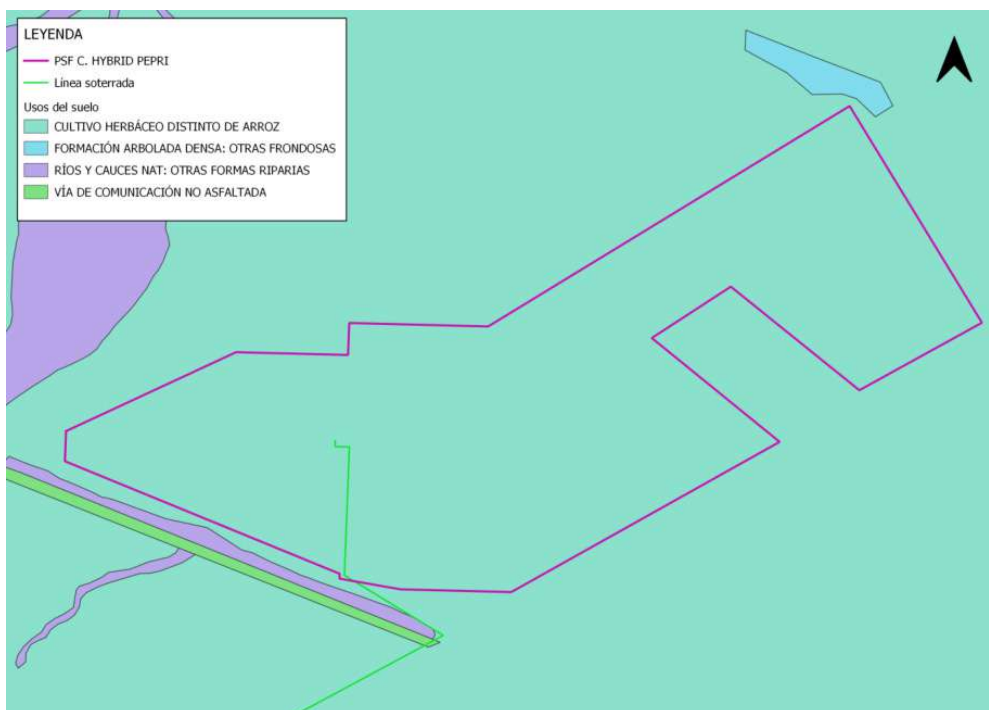 LEYENDA
PSF C. HYBRID PEPRI
Línea soterrada
Usos del suelo
CULTIVO HERBÁCEO DISTINTO DE ARROZ
FORMACIÓN ARBOLADA DENSA: OTRAS FRONDOSAS
RÍOS Y CAUCES NAT: OTRAS FORMAS RIPARIAS
VÍA DE COMUNICACIÓN NO ASFALTADA